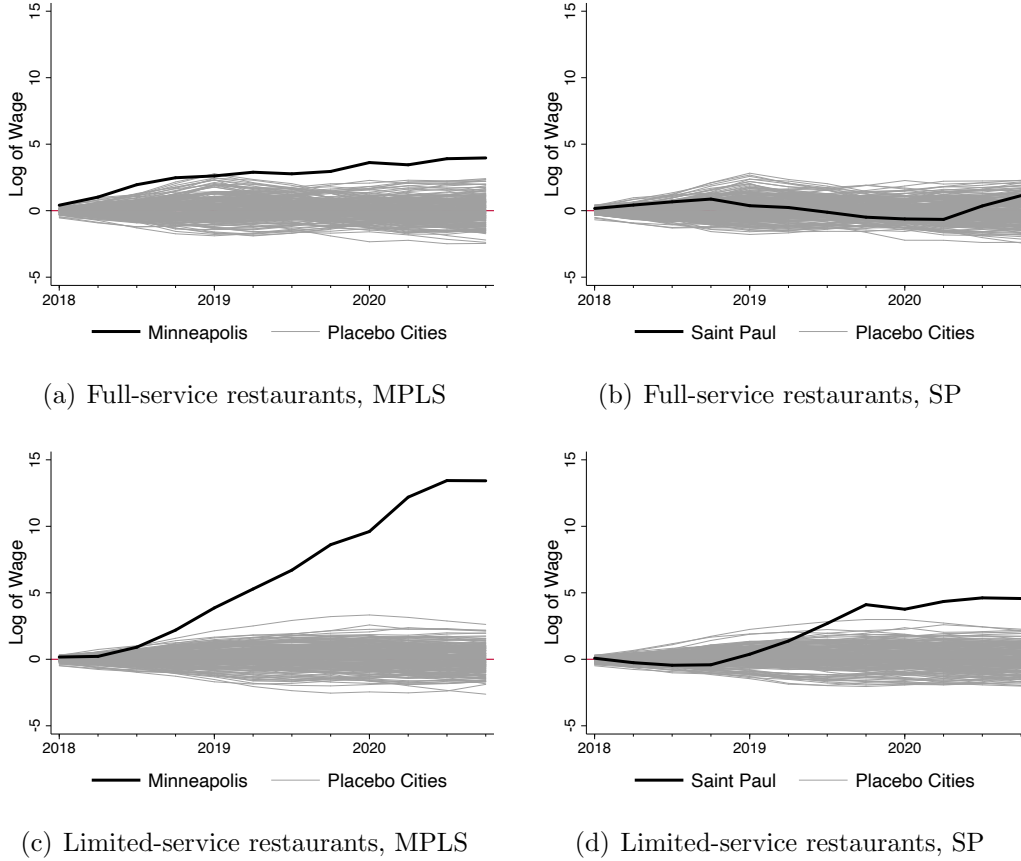 15
10
5
0
-5
Log of Wage
2018
2019
2020
Minneapolis
Placebo Cities
(a) Full-service restaurants, MPLS
15
10
5
0
-5
Log of Wage
2018
2019
2020
Saint Paul
Placebo Cities
(b) Full-service restaurants, SP
15
10
5
0
-5
Log of Wage
2018
2019
2020
Minneapolis
Placebo Cities
(c) Limited-service restaurants, MPLS
15
10
5
0
-5
Log of Wage
2018
2019
2020
Saint Paul
Placebo Cities
(d) Limited-service restaurants, SP